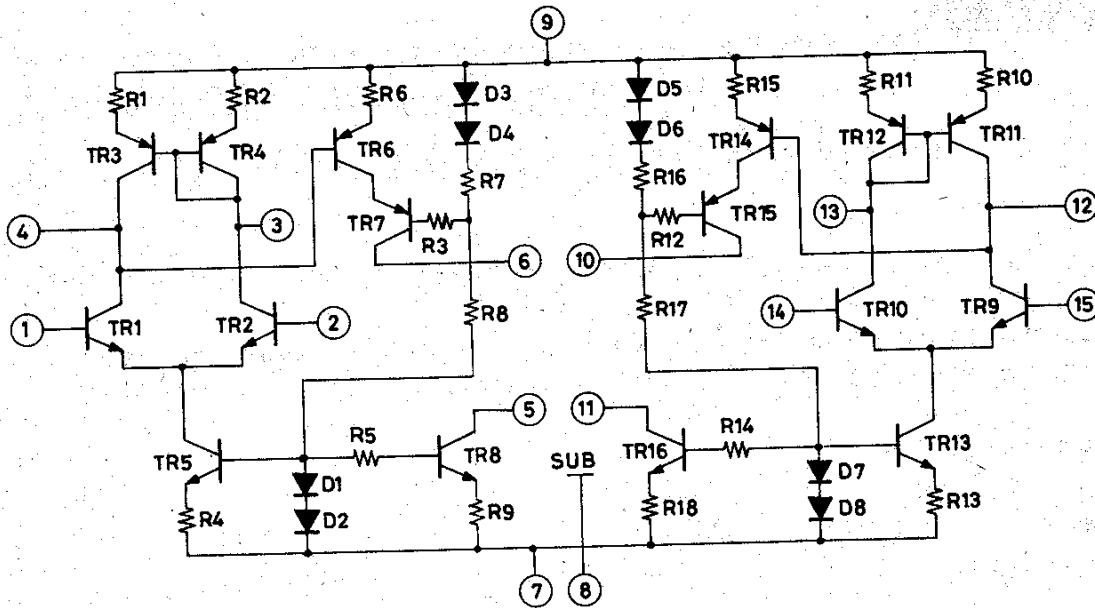 9
R1 R2 R6 D3 D5 R15 R11 R10
D4 D6
TR3 TR4 TR6 TR14 TR12 TR11
R7 R16
4 3 TR7 R3 R12 TR15 13 12
6 10
1 TR1 TR2 2 R8 R17 14 TR10 TR9 15
5 11
TR5 R5 TR8 SUB TR16 R14 TR13
D1 D7
R4 D2 R9 R18 D8 R13
7 8